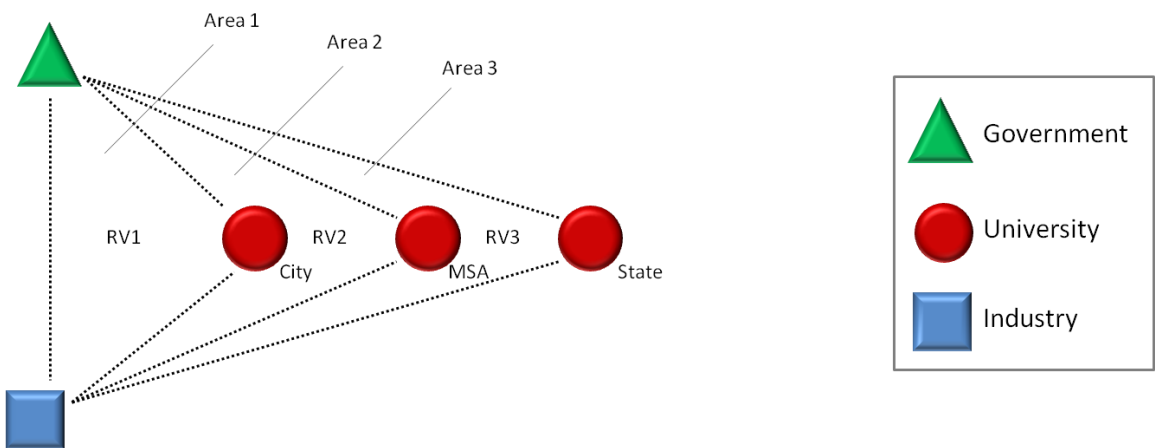 Area 1
Area 2
Area 3
RV1
RV2
RV3
City
MSA
State
Government
University
Industry